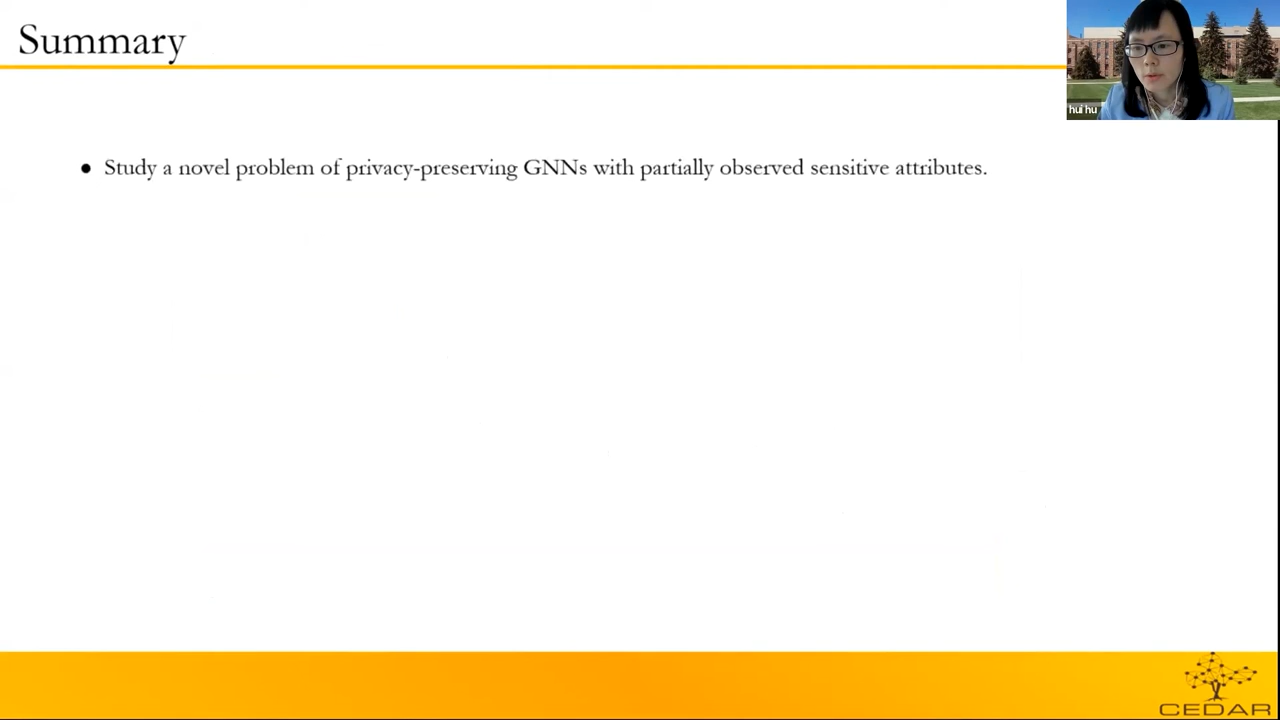 Summary
hui hu
● Study a novel problem of privacy-preserving GNNs with partially observed sensitive attributes.
CEDAR